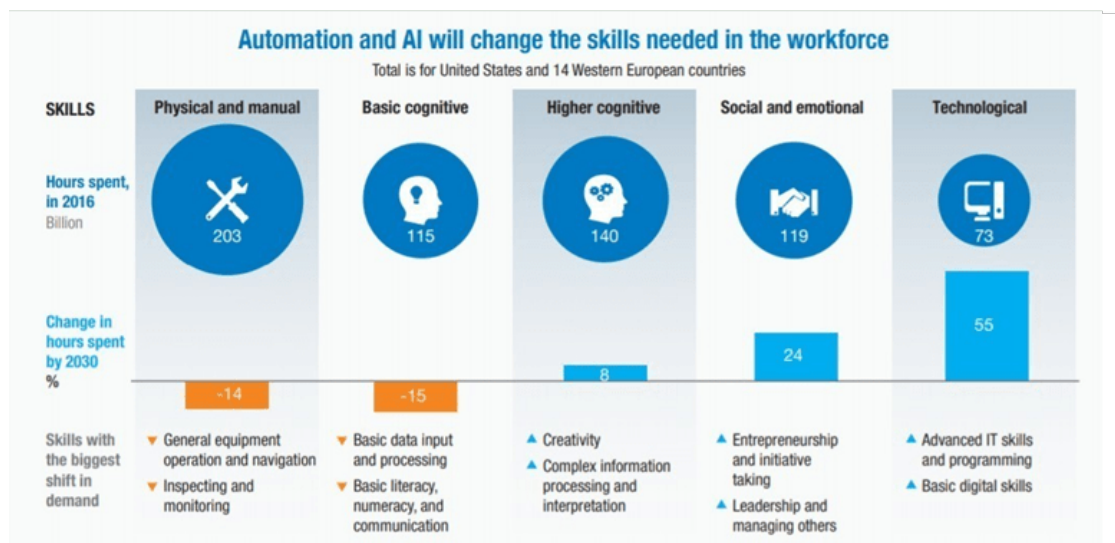 Automation and AI will change the skills needed in the workforce
Total is for United States and 14 Western European countries
SKILLS
Physical and manual
Basic cognitive
Higher cognitive
Social and emotional
Technological
Hours spent,
in 2016
Billion
203
115
140
119
73
Change in
hours spent
by 2030
%
-14
-15
8
24
55
Skills with
the biggest
shift in
demand
General equipment
operation and navigation
Inspecting and
monitoring
Basic data input
and processing
Basic literacy,
numeracy, and
communication
Creativity
Complex information
processing and
interpretation
Entrepreneurship
and initiative
taking
Leadership and
managing others
Advanced IT skills
and programming
Basic digital skills